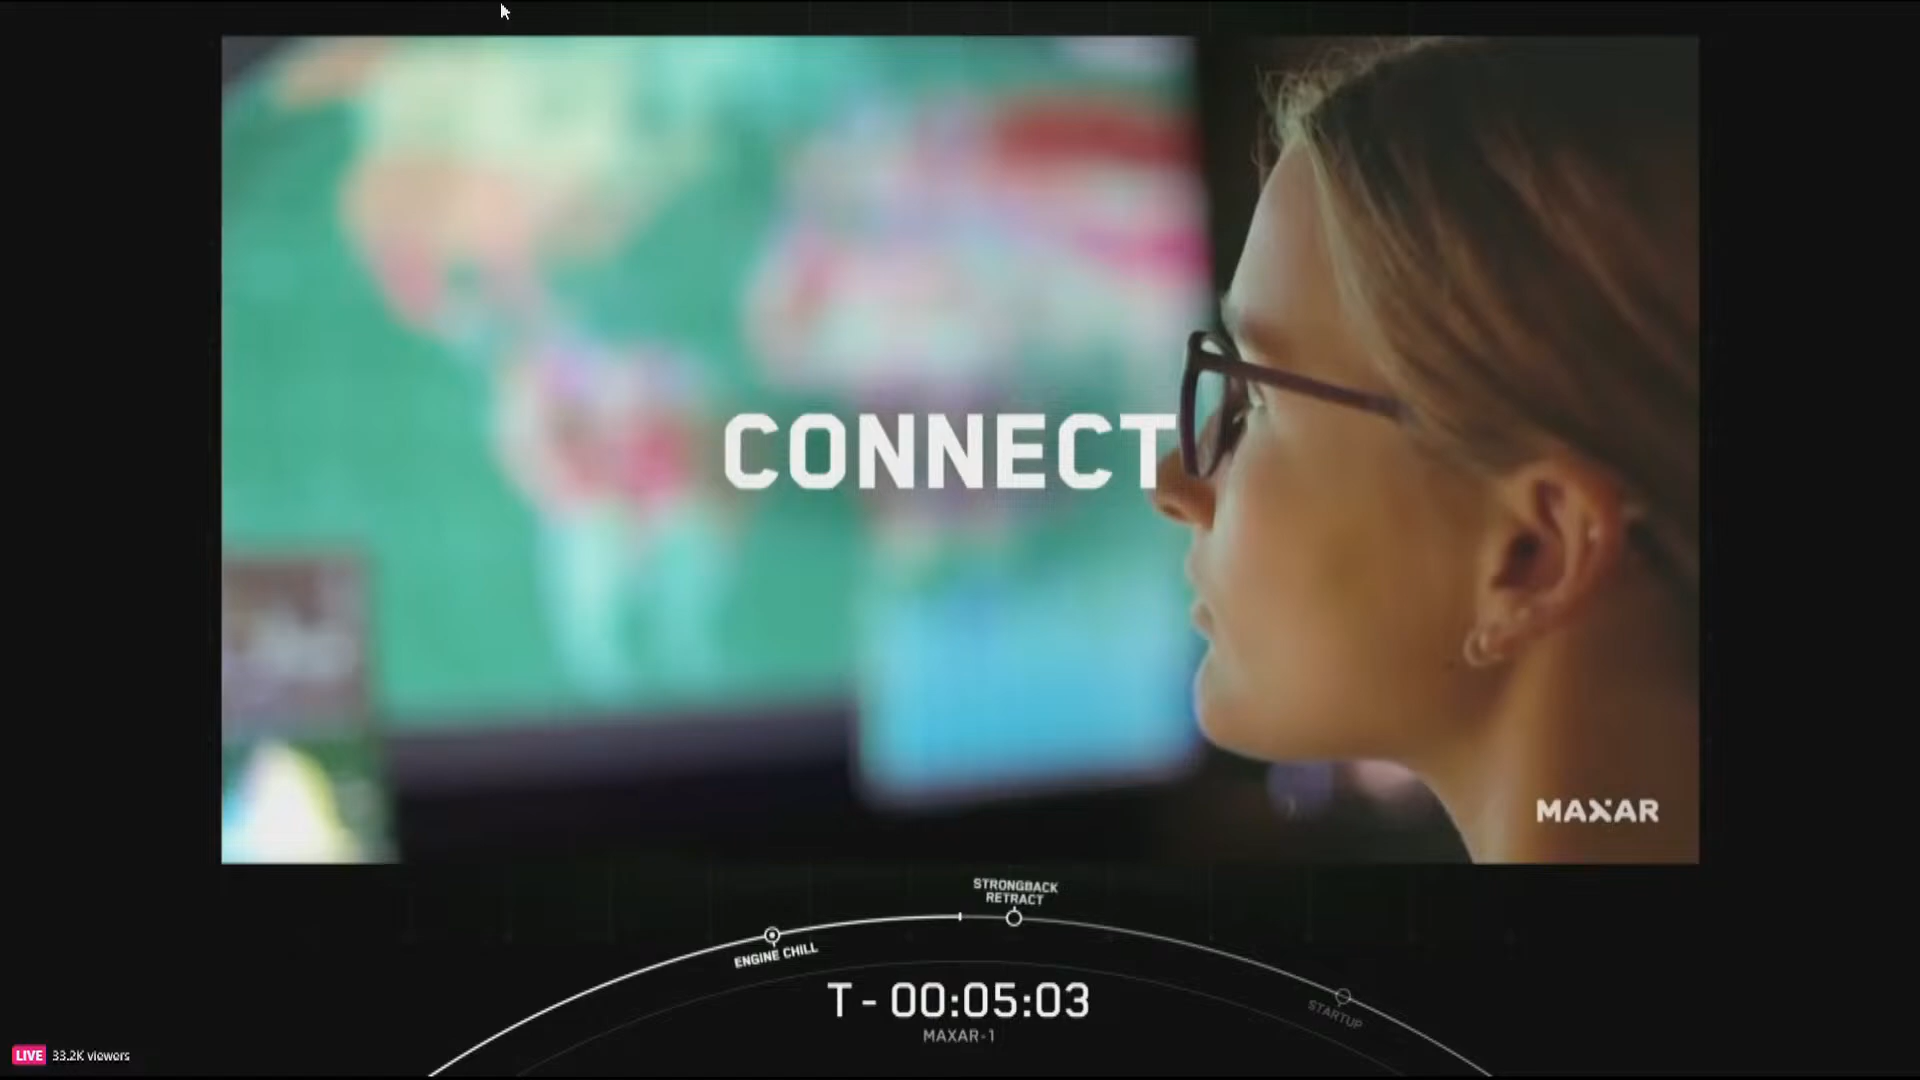 CONNECT
MAXAR
STRONGBACK
RETRACT
ENGINE CHILL
STARTUP
T - 00:05:03
MAXAR-1
LIVE 33.2K viewers